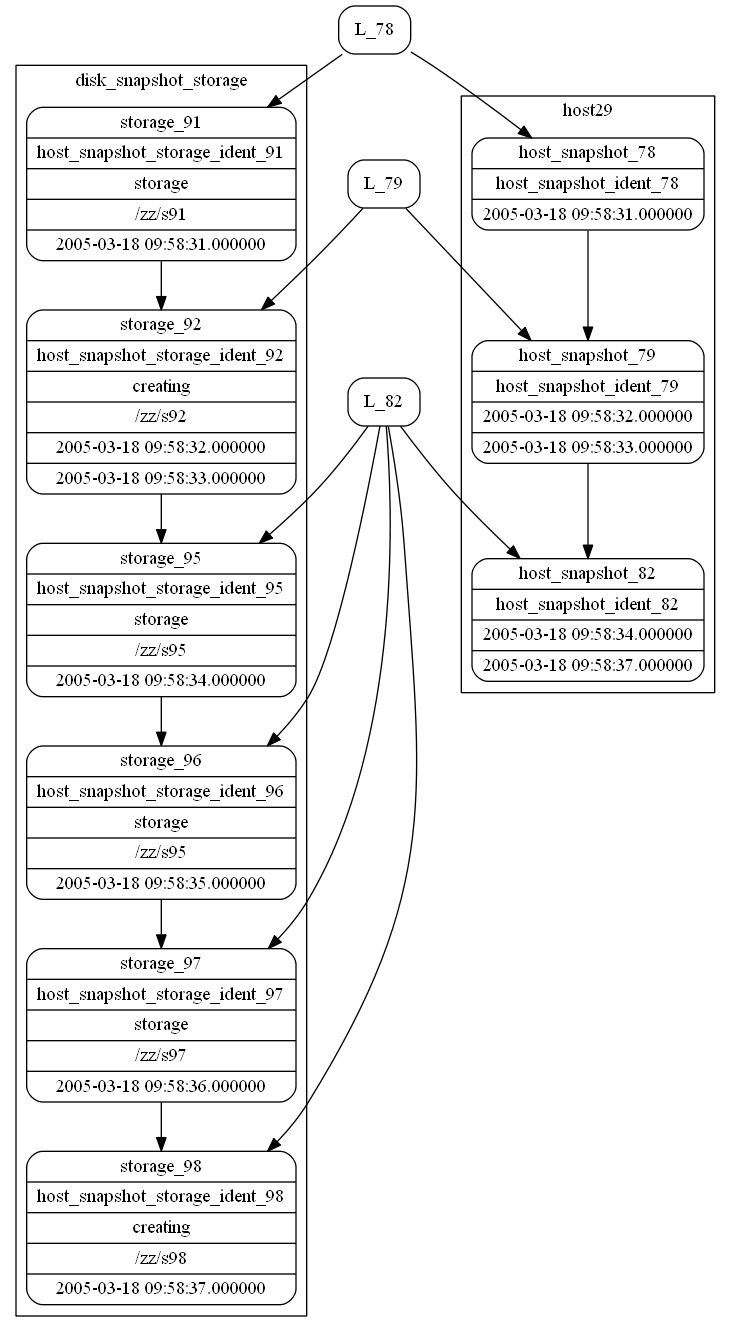 L_78
disk_snapshot_storage
storage_91
host_snapshot_storage_ident_91
storage
/zz/s91
2005-03-18 09:58:31.000000
host29
host_snapshot_78
host_snapshot_ident_78
2005-03-18 09:58:31.000000
L_79
storage_92
host_snapshot_storage_ident_92
creating
/zz/s92
2005-03-18 09:58:32.000000
2005-03-18 09:58:33.000000
host_snapshot_79
host_snapshot_ident_79
2005-03-18 09:58:32.000000
2005-03-18 09:58:33.000000
L_82
storage_95
host_snapshot_storage_ident_95
storage
/zz/s95
2005-03-18 09:58:34.000000
host_snapshot_82
host_snapshot_ident_82
2005-03-18 09:58:34.000000
2005-03-18 09:58:37.000000
storage_96
host_snapshot_storage_ident_96
storage
/zz/s95
2005-03-18 09:58:35.000000
storage_97
host_snapshot_storage_ident_97
storage
/zz/s97
2005-03-18 09:58:36.000000
storage_98
host_snapshot_storage_ident_98
creating
/zz/s98
2005-03-18 09:58:37.000000